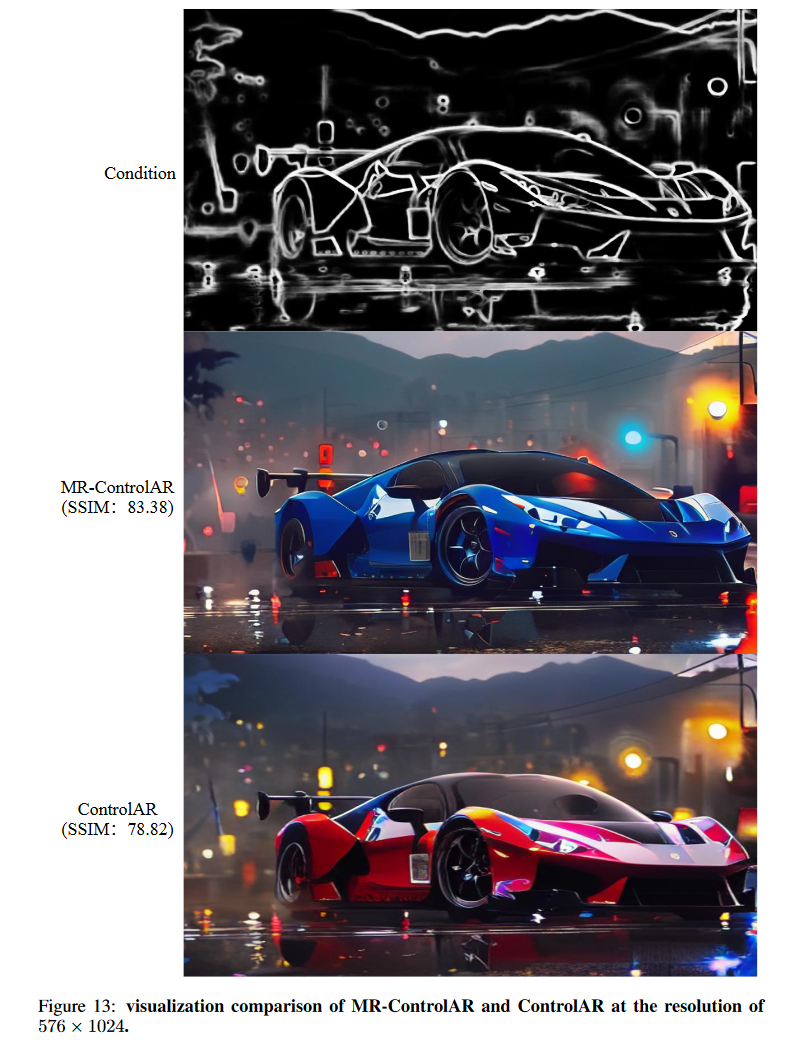 Condition
MR-ControlAR
(SSIM: 83.38)
ControlAR
(SSIM: 78.82)
Figure 13: visualization comparison of MR-ControlAR and ControlAR at the resolution of
576 × 1024.